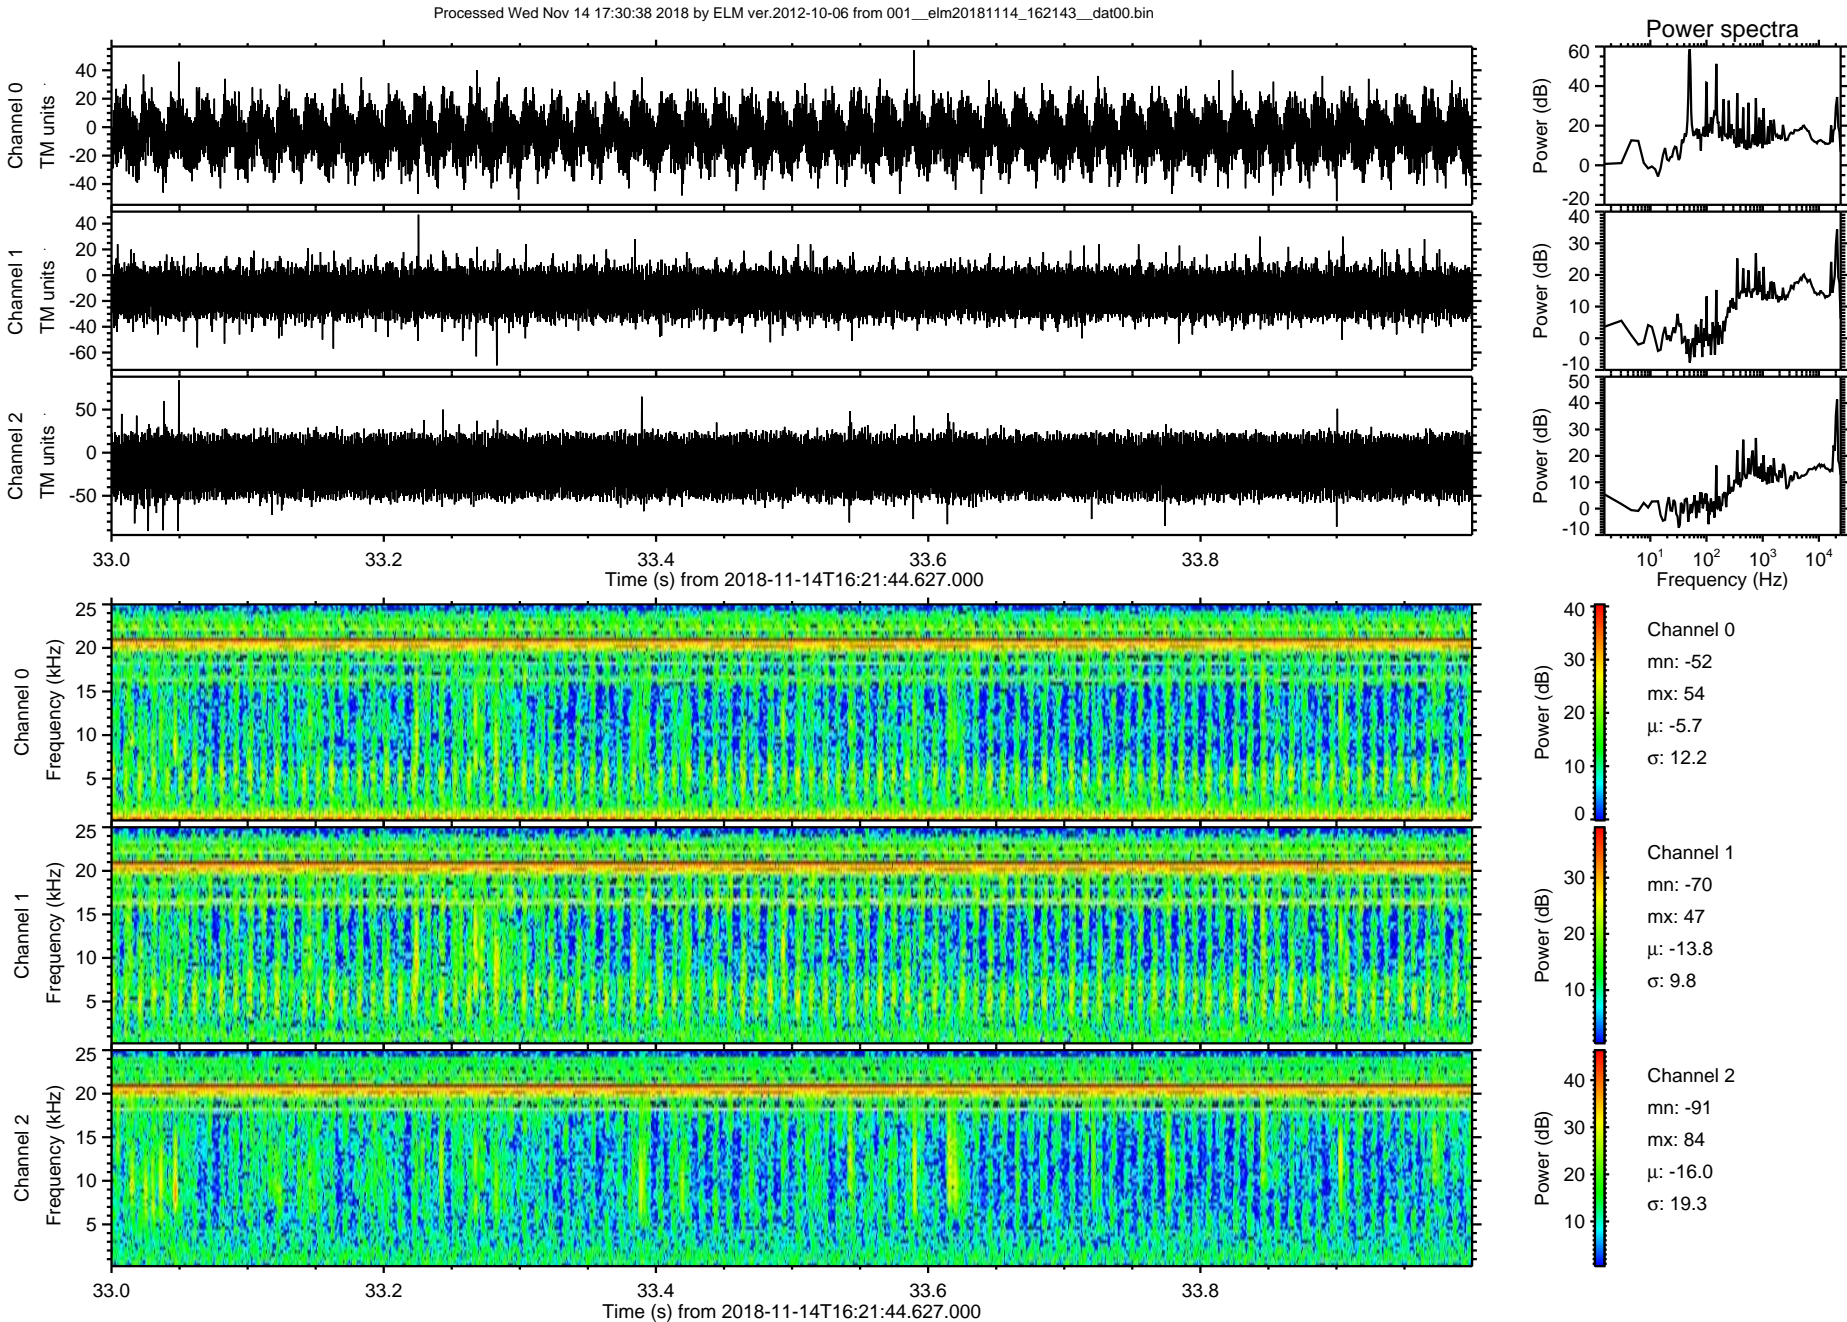 Processed Wed Nov 14 17:30:38 2018 by ELM ver.2012-10-06 from 001__elm20181114_162143__dat00.bin
Power spectra
Channel 0
TM units
40
20
0
-20
-40
Power (dB)
60
40
20
0
-20
Channel 1
TM units
40
20
0
-20
-40
-60
Power (dB)
40
30
20
10
0
-10
Channel 2
TM units
50
0
-50
Power (dB)
50
40
30
20
10
0
-10
33.0 33.2 33.4 33.6 33.8
Time (s) from 2018-11-14T16:21:44.627.000
10^1 10^2 10^3 10^4
Frequency (Hz)
Channel 0
Frequency (kHz)
25
20
15
10
5
Power (dB)
40
30
20
10
0
Channel 0
mn: -52
mx: 54
μ: -5.7
σ: 12.2
Channel 1
Frequency (kHz)
25
20
15
10
5
Power (dB)
30
20
10
Channel 1
mn: -70
mx: 47
μ: -13.8
σ: 9.8
Channel 2
Frequency (kHz)
25
20
15
10
5
Power (dB)
40
30
20
10
Channel 2
mn: -91
mx: 84
μ: -16.0
σ: 19.3
33.0 33.2 33.4 33.6 33.8
Time (s) from 2018-11-14T16:21:44.627.000